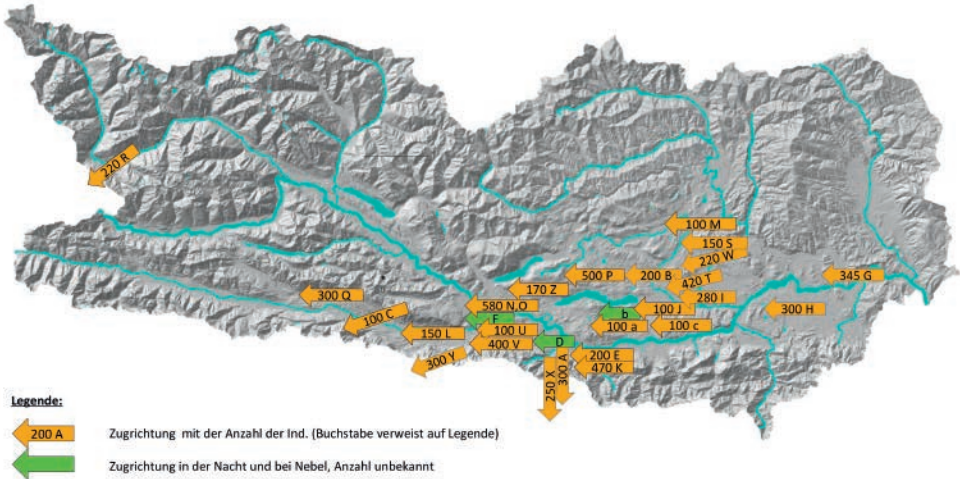 220 R
100 M
150 S
220 W
500 P
200 B
420 T
345 G
170 Z
300 Q
280 I
580 N,O
100 J
300 H
100 C
F
b
100 U
100 a
100 c
150 L
400 V
D
300 Y
200 E
470 K
250 X
300 A
Legende:
200 A
Zugrichtung mit der Anzahl der Ind. (Buchstabe verweist auf Legende)
Zugrichtung in der Nacht und bei Nebel, Anzahl unbekannt